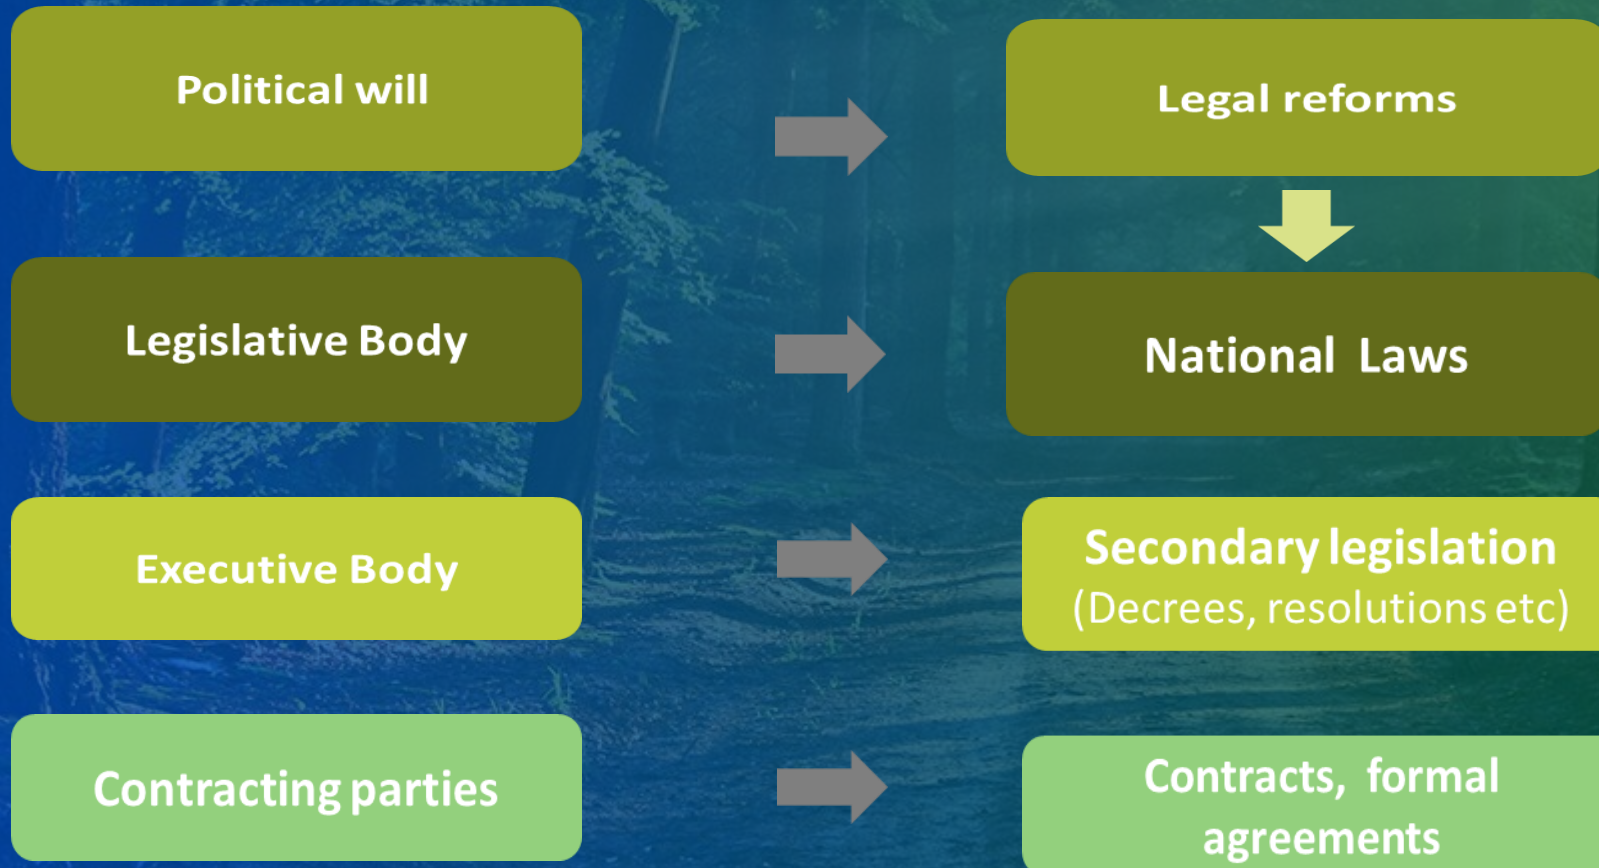 Political will
Legal reforms
Legislative Body
National Laws
Executive Body
Secondary legislation
(Decrees, resolutions etc)
Contracting parties
Contracts, formal
agreements